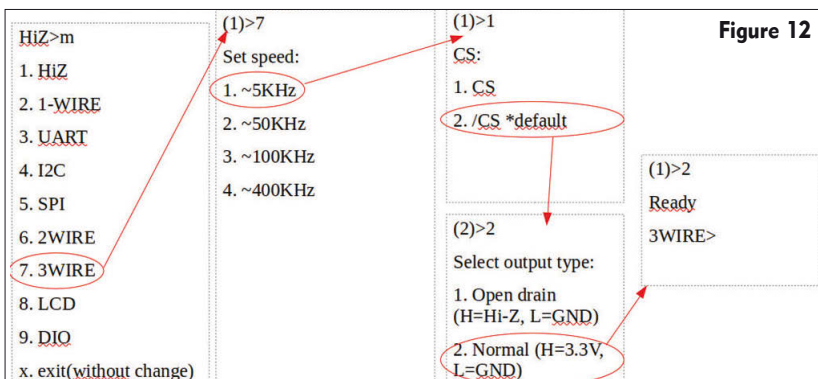 Figure 12
HiZ>m
1. HiZ
2. 1-WIRE
3. UART
4. I2C
5. SPI
6. 2WIRE
7. 3WIRE
8. LCD
9. DIO
x. exit(without change)
(1)>7
Set speed:
1. ~5KHz
2. ~50KHz
3. ~100KHz
4. ~400KHz
(1)>1
CS:
1. CS
2. /CS *default
(2)>2
Select output type:
1. Open drain
(H=Hi-Z, L=GND)
2. Normal (H=3.3V,
L=GND)
(1)>2
Ready
3WIRE>